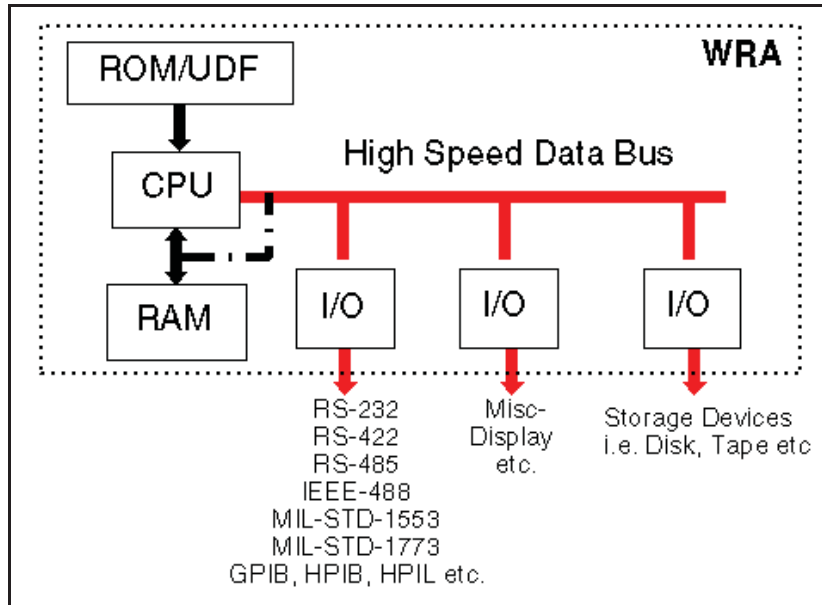 ROM/UDF
WRA
CPU
High Speed Data Bus
RAM
I/O
I/O
I/O
RS-232
RS-422
RS-485
IEEE-488
MIL-STD-1553
MIL-STD-1773
GPIB, HPIB, HPIL etc.
Misc-
Display
etc.
Storage Devices
i.e. Disk, Tape etc